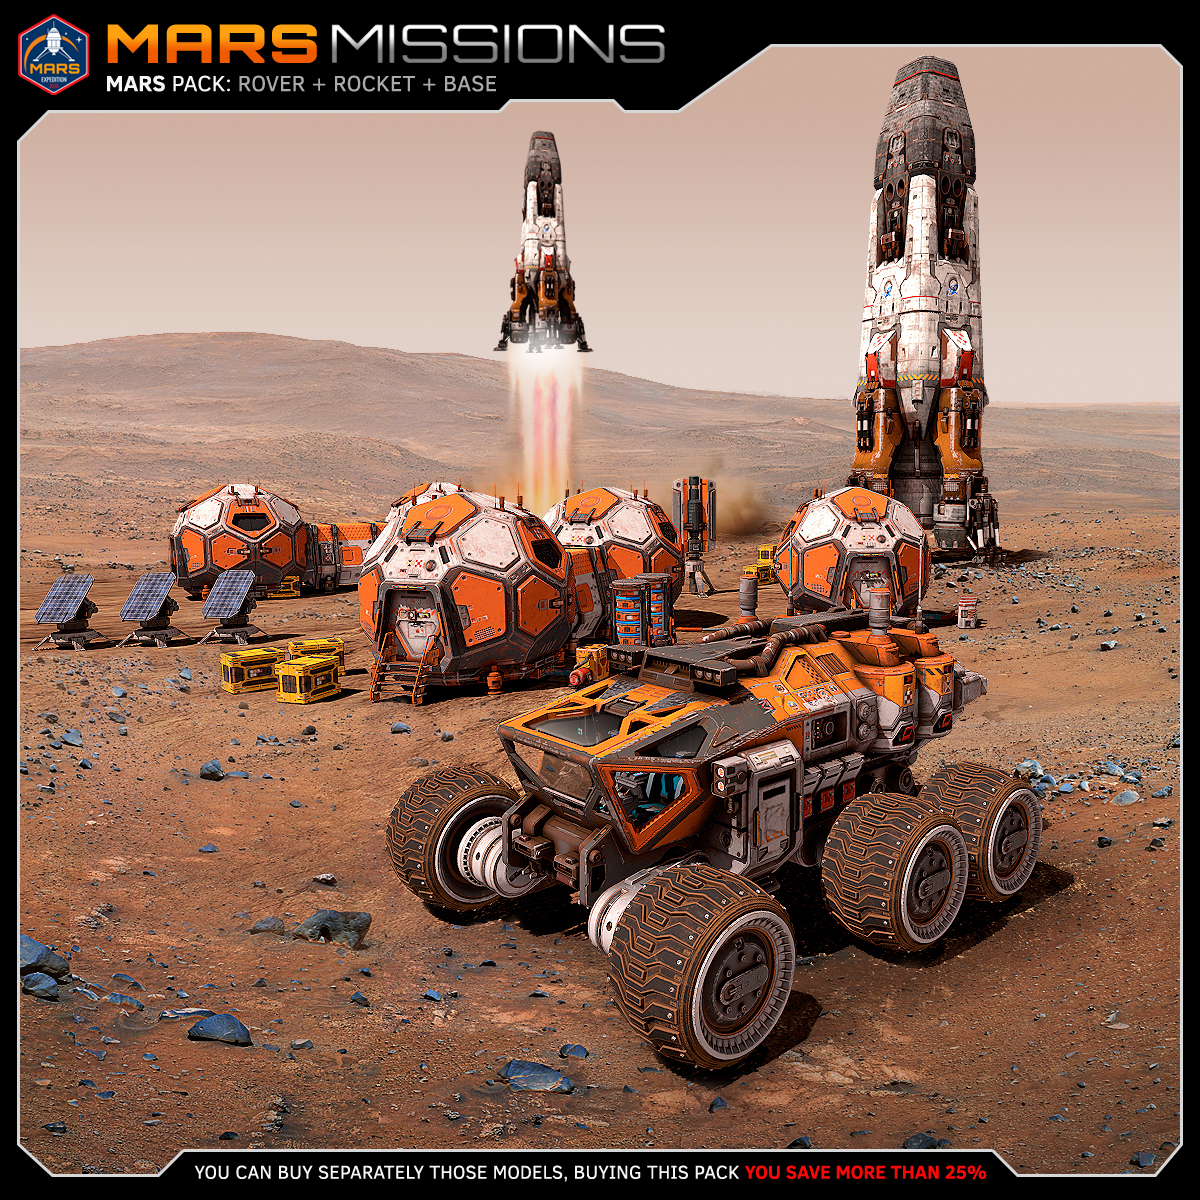 MARS MISSIONS
MARS PACK: ROVER + ROCKET + BASE
MARS
EXPEDITION
YOU CAN BUY SEPARATELY THOSE MODELS, BUYING THIS PACK YOU SAVE MORE THAN 25%